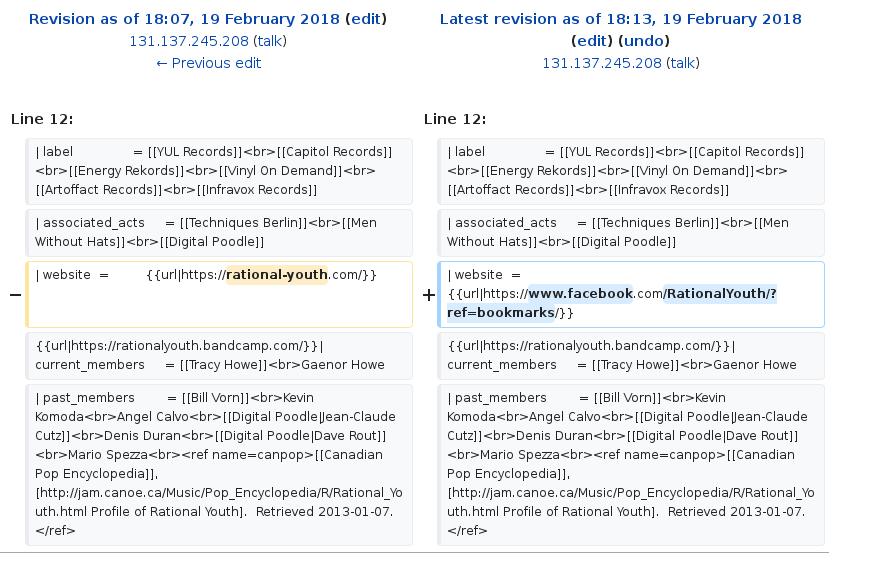 Revision as of 18:07, 19 February 2018 (edit)
131.137.245.208 (talk)
← Previous edit
Latest revision as of 18:13, 19 February 2018
(edit) (undo)
131.137.245.208 (talk)
Line 12:
Line 12:
| label = [[YUL Records]]<br>[[Capitol Records]]
<br>[[Energy Rekords]]<br>[[Vinyl On Demand]]<br>
[[Artoffact Records]]<br>[[Infravox Records]]
| label = [[YUL Records]]<br>[[Capitol Records]]
<br>[[Energy Rekords]]<br>[[Vinyl On Demand]]<br>
[[Artoffact Records]]<br>[[Infravox Records]]
| associated_acts = [[Techniques Berlin]]<br>[[Men
Without Hats]]<br>[[Digital Poodle]]
| associated_acts = [[Techniques Berlin]]<br>[[Men
Without Hats]]<br>[[Digital Poodle]]
− | website = {{url|https://rational-youth.com/}}
+ | website =
{{url|https://www.facebook.com/RationalYouth/?
ref=bookmarks/}}
{{url|https://rationalyouth.bandcamp.com/}}|
current_members = [[Tracy Howe]]<br>Gaenor Howe
{{url|https://rationalyouth.bandcamp.com/}}|
current_members = [[Tracy Howe]]<br>Gaenor Howe
| past_members = [[Bill Vorn]]<br>Kevin
Komoda<br>Angel Calvo<br>[[Digital Poodle|Jean-Claude
Cutz]]<br>Denis Duran<br>[[Digital Poodle|Dave Rout]]
<br>Mario Spezza<br><ref name=canpop>[[Canadian
Pop Encyclopedia]],
[http://jam.canoe.ca/Music/Pop_Encyclopedia/R/Rational_Yo
uth.html Profile of Rational Youth]. Retrieved 2013-01-07.
</ref>
| past_members = [[Bill Vorn]]<br>Kevin
Komoda<br>Angel Calvo<br>[[Digital Poodle|Jean-Claude
Cutz]]<br>Denis Duran<br>[[Digital Poodle|Dave Rout]]
<br>Mario Spezza<br><ref name=canpop>[[Canadian
Pop Encyclopedia]],
[http://jam.canoe.ca/Music/Pop_Encyclopedia/R/Rational_Yo
uth.html Profile of Rational Youth]. Retrieved 2013-01-07.
</ref>